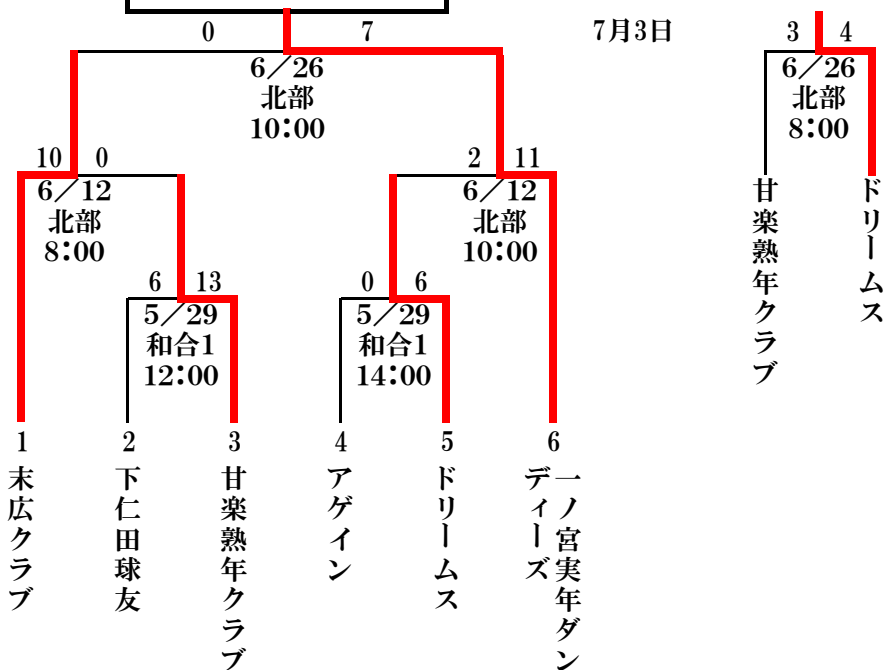 0 7
7月3日
3 4
6／26
北部
10：00
6／26
北部
8：00
10 0
2 11
6／12
北部
8：00
6／12
北部
10：00
甘楽熟年クラブ
ドリームス
6 13
0 6
5／29
和合1
12：00
5／29
和合1
14：00
1
2
3
4
5
6
末広クラブ
下仁田球友
甘楽熟年クラブ
アゲイン
ドリームス
一ノ宮実年ダン
ディーズ